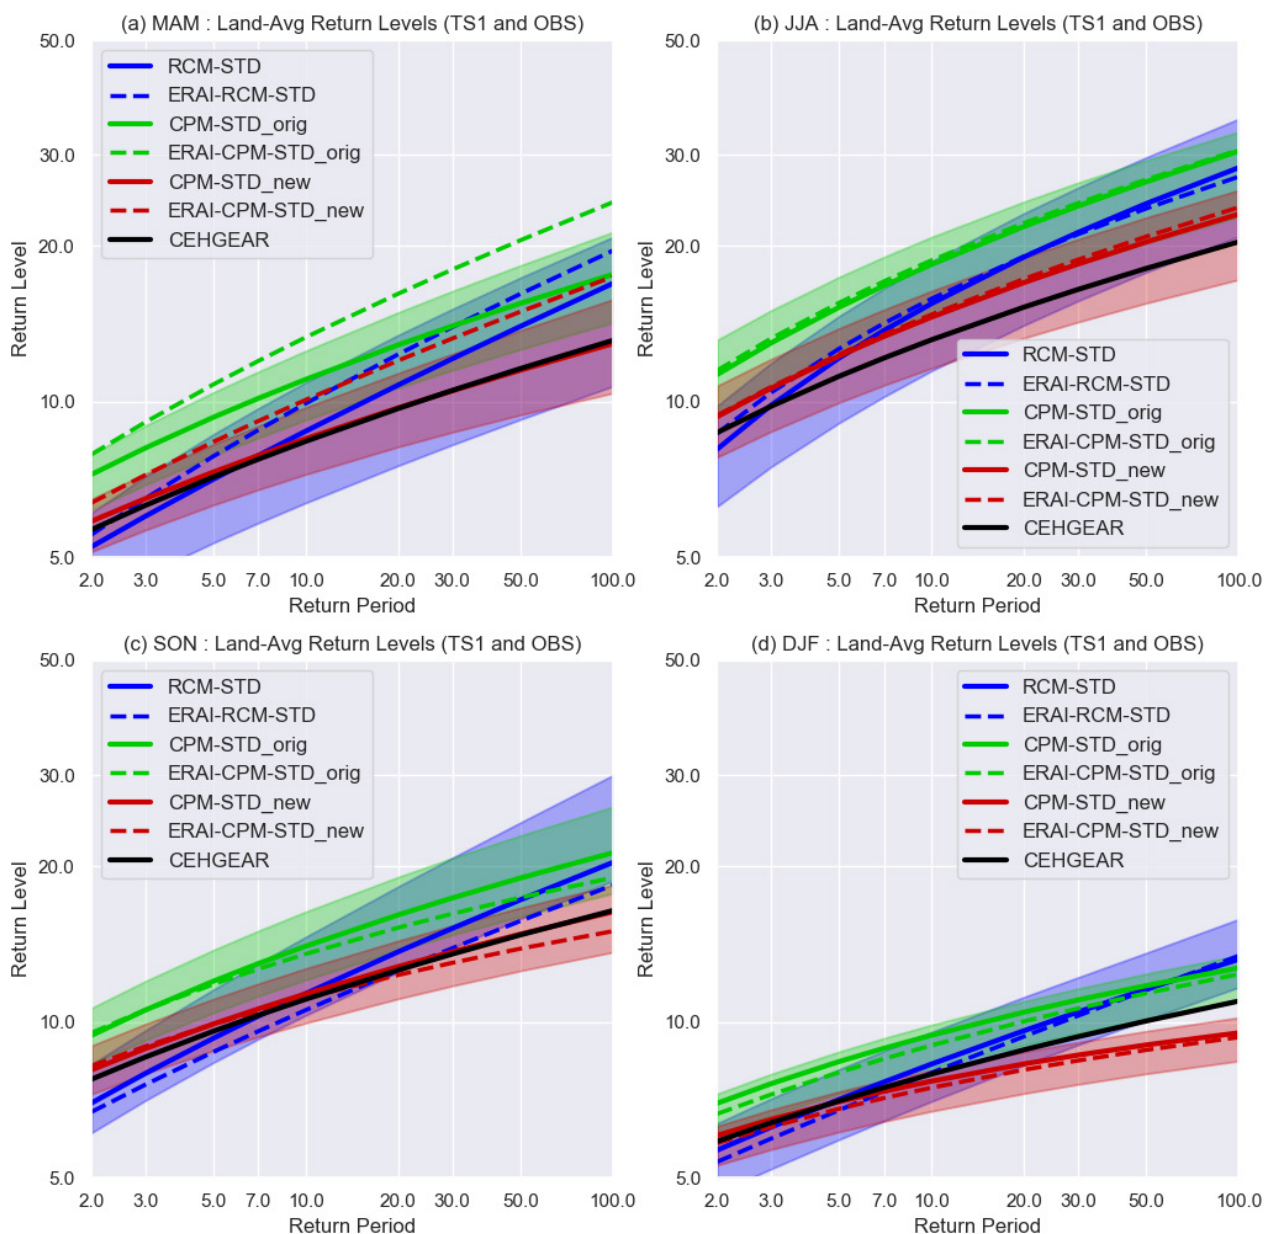 (a) MAM : Land-Avg Return Levels (TS1 and OBS)
50.0
30.0
20.0
10.0
5.0
Return Level
RCM-STD
ERAI-RCM-STD
CPM-STD_orig
ERAI-CPM-STD_orig
CPM-STD_new
ERAI-CPM-STD_new
CEHGEAR
2.0 3.0 5.0 7.0 10.0 20.0 30.0 50.0 100.0
Return Period
(b) JJA : Land-Avg Return Levels (TS1 and OBS)
50.0
30.0
20.0
10.0
5.0
Return Level
RCM-STD
ERAI-RCM-STD
CPM-STD_orig
ERAI-CPM-STD_orig
CPM-STD_new
ERAI-CPM-STD_new
CEHGEAR
2.0 3.0 5.0 7.0 10.0 20.0 30.0 50.0 100.0
Return Period
(c) SON : Land-Avg Return Levels (TS1 and OBS)
50.0
30.0
20.0
10.0
5.0
Return Level
RCM-STD
ERAI-RCM-STD
CPM-STD_orig
ERAI-CPM-STD_orig
CPM-STD_new
ERAI-CPM-STD_new
CEHGEAR
2.0 3.0 5.0 7.0 10.0 20.0 30.0 50.0 100.0
Return Period
(d) DJF : Land-Avg Return Levels (TS1 and OBS)
50.0
30.0
20.0
10.0
5.0
Return Level
RCM-STD
ERAI-RCM-STD
CPM-STD_orig
ERAI-CPM-STD_orig
CPM-STD_new
ERAI-CPM-STD_new
CEHGEAR
2.0 3.0 5.0 7.0 10.0 20.0 30.0 50.0 100.0
Return Period